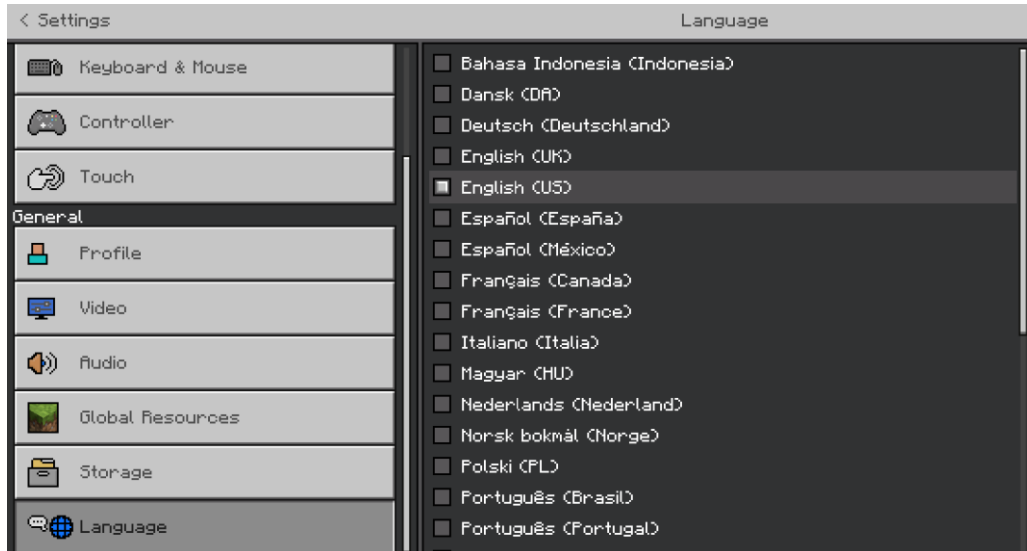 < Settings
Language
Keyboard & Mouse
Controller
Touch
General
Profile
Video
Audio
Global Resources
Storage
Language
Bahasa Indonesia (Indonesia)
Dansk (DA)
Deutsch (Deutschland)
English (UK)
English (US)
Español (España)
Español (México)
Français (Canada)
Français (France)
Italiano (Italia)
Magyar (HU)
Nederlands (Nederland)
Norsk bokmål (Norge)
Polski (PL)
Português (Brasil)
Português (Portugal)